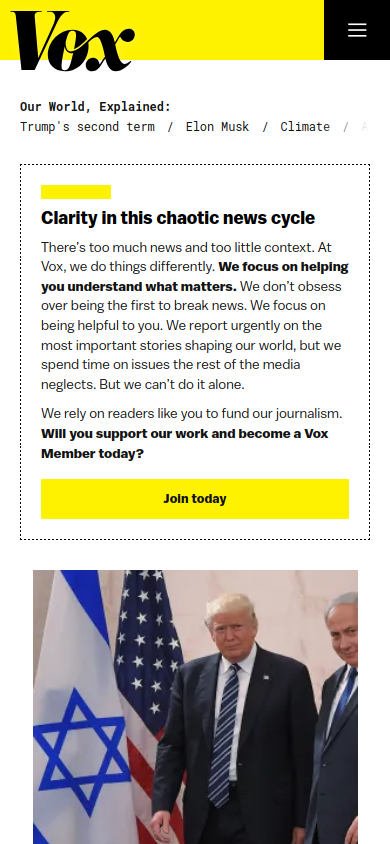 Vox
Our World, Explained:
Trump's second term / Elon Musk / Climate /
Clarity in this chaotic news cycle
There’s too much news and too little context. At
Vox, we do things differently. We focus on helping
you understand what matters. We don’t obsess
over being the first to break news. We focus on
being helpful to you. We report urgently on the
most important stories shaping our world, but we
spend time on issues the rest of the media
neglects. But we can’t do it alone.
We rely on readers like you to fund our journalism.
Will you support our work and become a Vox
Member today?
Join today